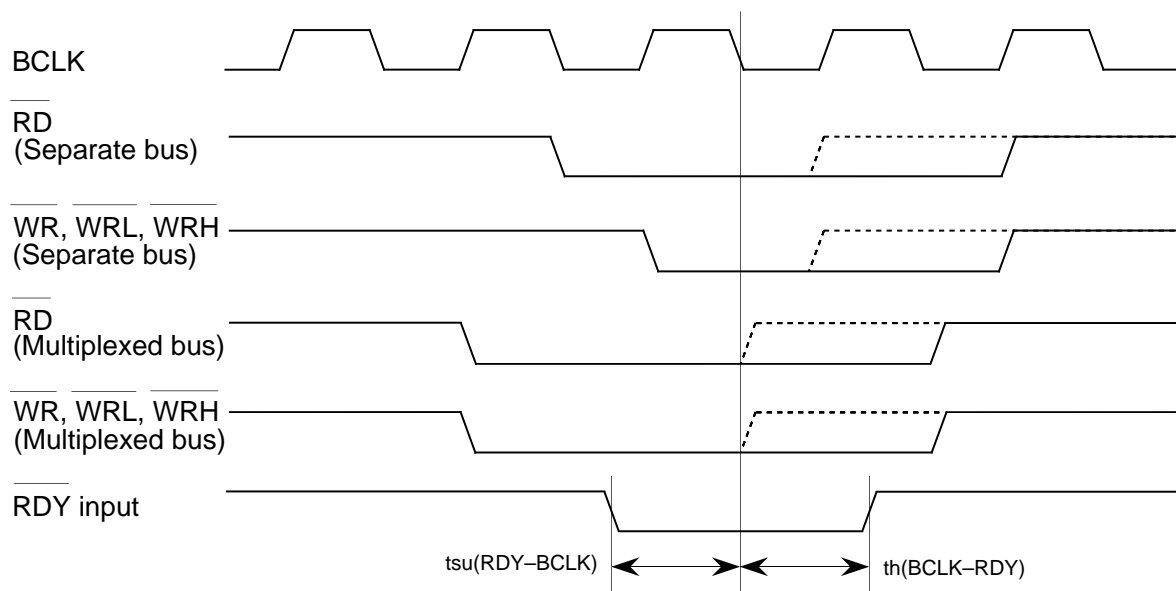 BCLK
RD
(Separate bus)
WR, WRL, WRH
(Separate bus)
RD
(Multiplexed bus)
WR, WRL, WRH
(Multiplexed bus)
RDY input
tsu(RDY–BCLK)
th(BCLK–RDY)